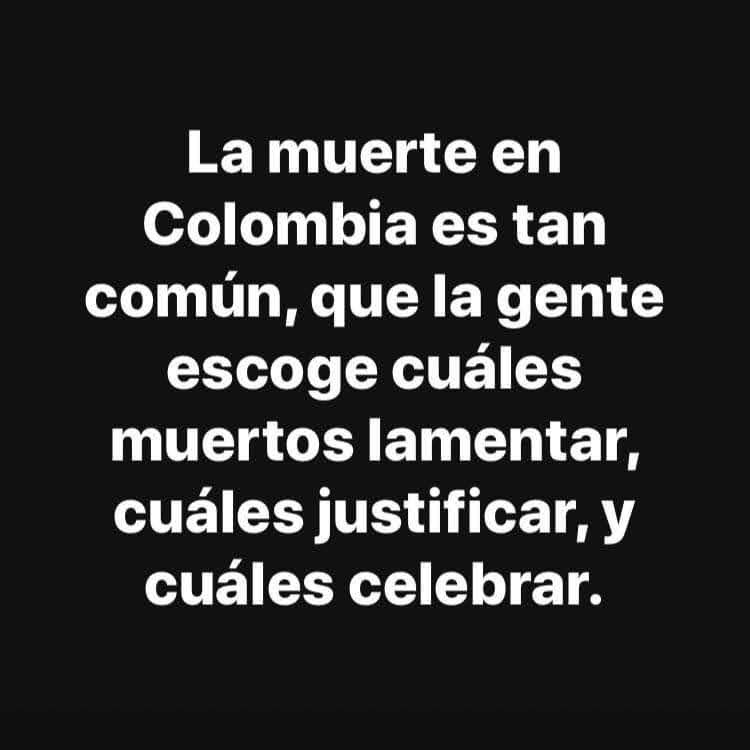 La muerte en
Colombia es tan
común, que la gente
escoge cuáles
muertos lamentar,
cuáles justificar, y
cuáles celebrar.